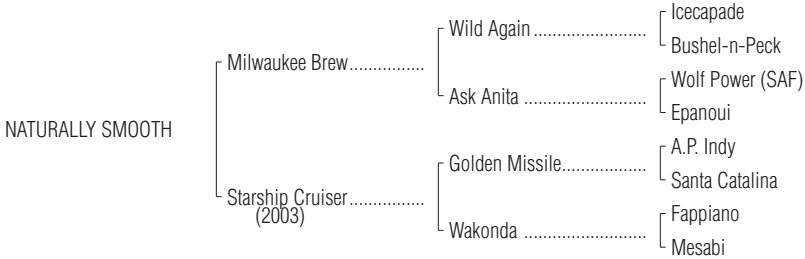 Icecapade
Wild Again ........................
Bushel-n-Peck
Milwaukee Brew................
Wolf Power (SAF)
Ask Anita ..........................
Epanoui
NATURALLY SMOOTH
A.P. Indy
Golden Missile..................
Santa Catalina
Starship Cruiser................
(2003)
Fappiano
Wakonda ..........................
Mesabi